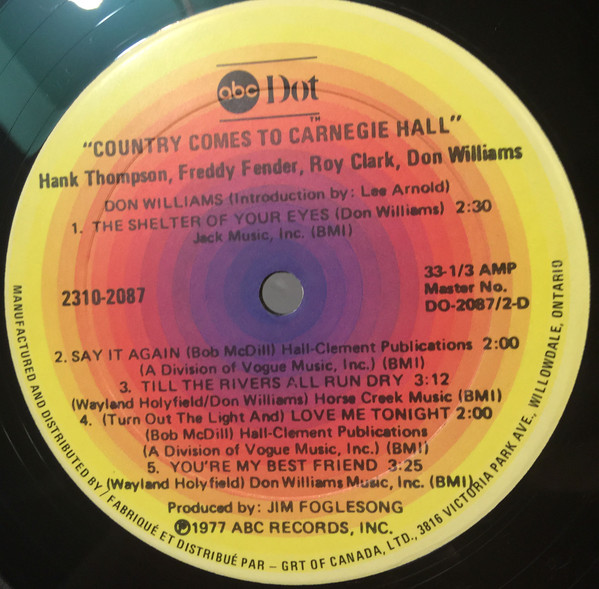 abc Dot
TM
"COUNTRY COMES TO CARNEGIE HALL"
Hank Thompson, Freddy Fender, Roy Clark, Don Williams
DON WILLIAMS (Introduction by: Lee Arnold)
1. THE SHELTER OF YOUR EYES (Don Williams) 2:30
Jack Music, Inc. (BMI)
2310-2087
33-1/3 AMP
Master No.
DO-2087/2-D
2. SAY IT AGAIN (Bob McDill) Hall-Clement Publications 2:00
(A Division of Vogue Music, Inc.) (BMI)
3. TILL THE RIVERS ALL RUN DRY 3:12
(Wayland Holyfield/Don Williams) Horse Creek Music (BMI)
4. (Turn Out The Light And) LOVE ME TONIGHT 2:00
(Bob McDill) Hall-Clement Publications
(A Division of Vogue Music, Inc.) (BMI)
5. YOU'RE MY BEST FRIEND 3:25
(Wayland Holyfield) Don Williams Music, Inc. (BMI)
Produced by: JIM FOGLESONG
℗1977 ABC RECORDS, INC.
MANUFACTURED AND DISTRIBUTED BY / FABRIQUÉ ET DISTRIBUÉ PAR – GRT OF CANADA, LTD., 3816 VICTORIA PARK AVE., WILLOWDALE, ONTARIO